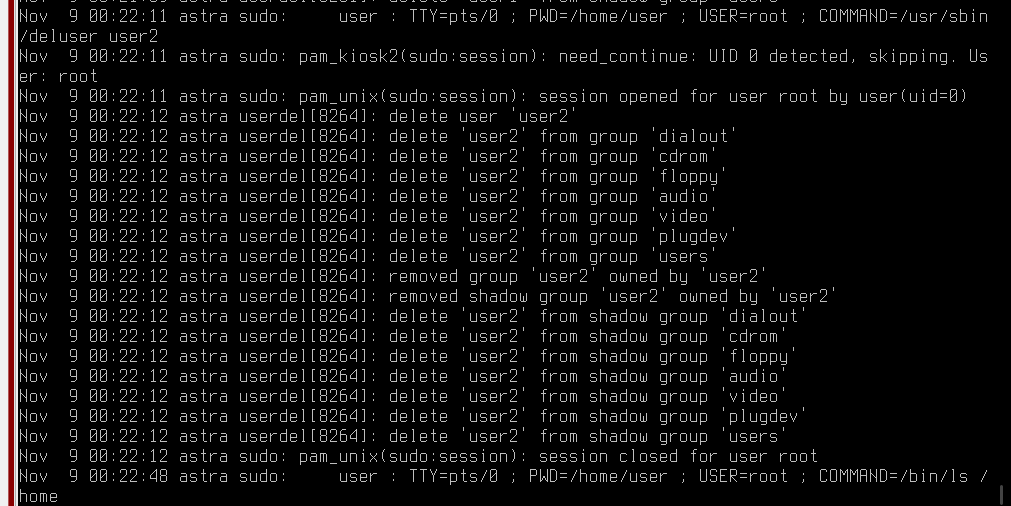 Nov  9 00:22:11 astra sudo:     user : TTY=pts/0 ; PWD=/home/user ; USER=root ; COMMAND=/usr/sbin
/deluser user2
Nov  9 00:22:11 astra sudo: pam_kiosk2(sudo:session): need_continue: UID 0 detected, skipping. Us
er: root
Nov  9 00:22:11 astra sudo: pam_unix(sudo:session): session opened for user root by user(uid=0)
Nov  9 00:22:12 astra userdel[8264]: delete user 'user2'
Nov  9 00:22:12 astra userdel[8264]: delete 'user2' from group 'dialout'
Nov  9 00:22:12 astra userdel[8264]: delete 'user2' from group 'cdrom'
Nov  9 00:22:12 astra userdel[8264]: delete 'user2' from group 'floppy'
Nov  9 00:22:12 astra userdel[8264]: delete 'user2' from group 'audio'
Nov  9 00:22:12 astra userdel[8264]: delete 'user2' from group 'video'
Nov  9 00:22:12 astra userdel[8264]: delete 'user2' from group 'plugdev'
Nov  9 00:22:12 astra userdel[8264]: delete 'user2' from group 'users'
Nov  9 00:22:12 astra userdel[8264]: removed group 'user2' owned by 'user2'
Nov  9 00:22:12 astra userdel[8264]: removed shadow group 'user2' owned by 'user2'
Nov  9 00:22:12 astra userdel[8264]: delete 'user2' from shadow group 'dialout'
Nov  9 00:22:12 astra userdel[8264]: delete 'user2' from shadow group 'cdrom'
Nov  9 00:22:12 astra userdel[8264]: delete 'user2' from shadow group 'floppy'
Nov  9 00:22:12 astra userdel[8264]: delete 'user2' from shadow group 'audio'
Nov  9 00:22:12 astra userdel[8264]: delete 'user2' from shadow group 'video'
Nov  9 00:22:12 astra userdel[8264]: delete 'user2' from shadow group 'plugdev'
Nov  9 00:22:12 astra userdel[8264]: delete 'user2' from shadow group 'users'
Nov  9 00:22:12 astra sudo: pam_unix(sudo:session): session closed for user root
Nov  9 00:22:48 astra sudo:     user : TTY=pts/0 ; PWD=/home/user ; USER=root ; COMMAND=/bin/ls /
home